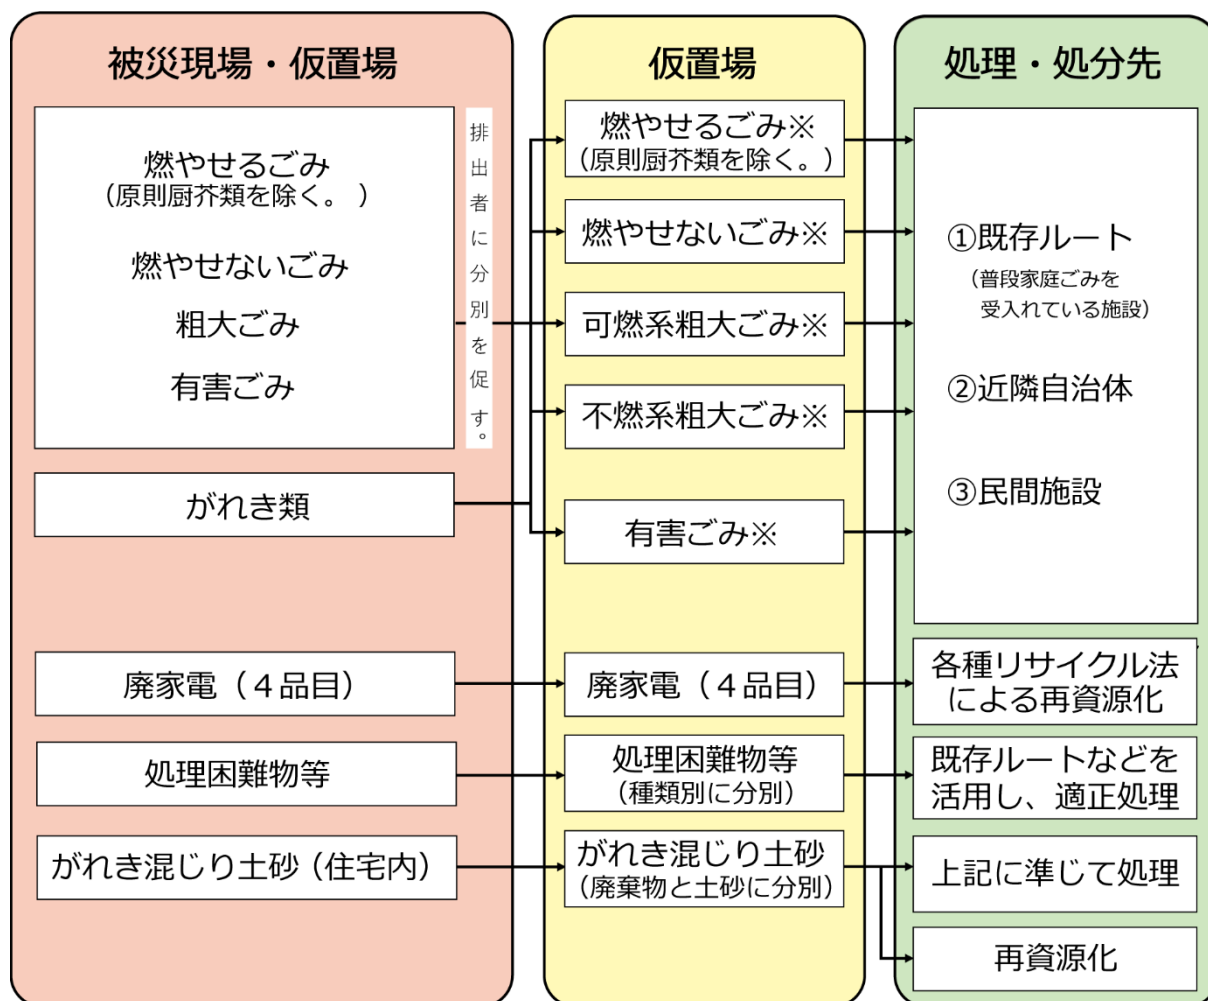 被災現場・仮置場
燃やせるごみ
（原則厨芥類を除く。）
燃やせないごみ
粗大ごみ
有害ごみ
排出者に分別を促す。
がれき類
廃家電（４品目）
処理困難物等
がれき混じり土砂（住宅内）
仮置場
燃やせるごみ※
（原則厨芥類を除く。）
燃やせないごみ※
可燃系粗大ごみ※
不燃系粗大ごみ※
有害ごみ※
廃家電（４品目）
処理困難物等
（種類別に分別）
がれき混じり土砂
（廃棄物と土砂に分別）
処理・処分先
①既存ルート
（普段家庭ごみを
受入れている施設）
②近隣自治体
③民間施設
各種リサイクル法
による再資源化
既存ルートなどを
活用し、適正処理
上記に準じて処理
再資源化